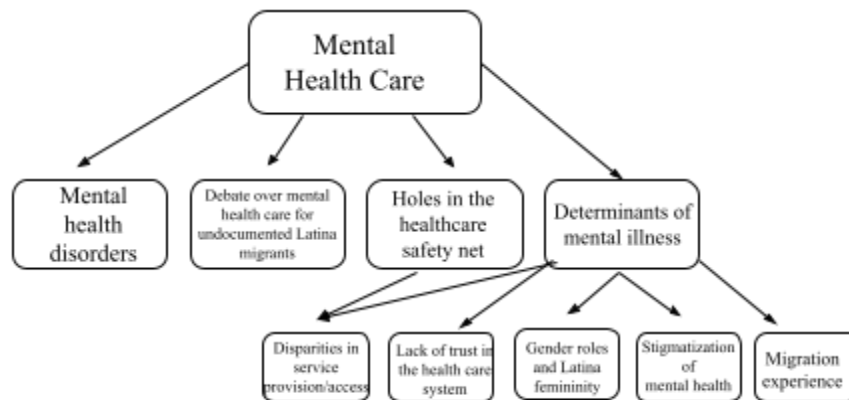 Mental
Health Care
Mental
health
disorders
Debate over mental
health care for
undocumented Latina
migrants
Holes in the
healthcare
safety net
Determinants of
mental illness
Disparities in
service
provision/access
Lack of trust in
the health care
system
Gender roles
and Latina
femininity
Stigmatization
of
mental health
Migration
experience